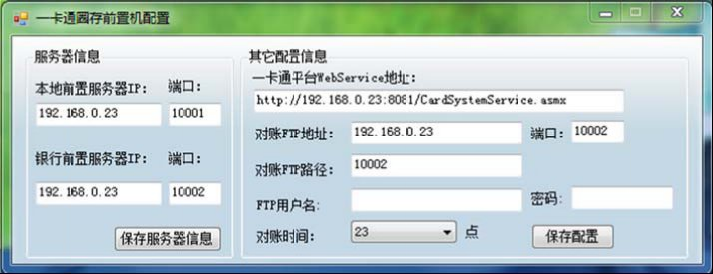 一卡通圈存前置机配置
服务器信息
本地前置服务器IP: 端口:
192.168.0.23 10001
银行前置服务器IP: 端口:
192.168.0.23 10002
保存服务器信息
其它配置信息
一卡通平台WebService地址:
http://192.168.0.23:8081/CardSystemService.asmx
对账FTP地址: 192.168.0.23 端口: 10002
对账FTP路径: 10002
FTP用户名: 密码:
对账时间: 23 点
保存配置